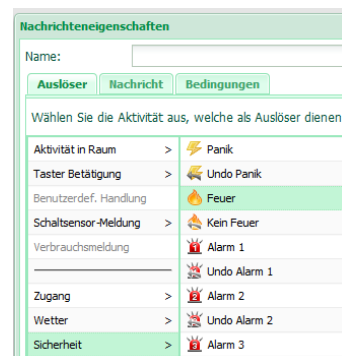 Nachrichteneigenschaften
Name:
Auslöser Nachricht Bedingungen
Wählen Sie die Aktivität aus, welche als Auslöser dienen
Aktivität in Raum >
Taster Betätigung >
Benutzerdef. Handlung
Schaltsensor-Meldung >
Verbrauchsmeldung
Zugang >
Wetter >
Sicherheit >
Panik
Undo Panik
Feuer
Kein Feuer
Alarm 1
Undo Alarm 1
Alarm 2
Undo Alarm 2
Alarm 3